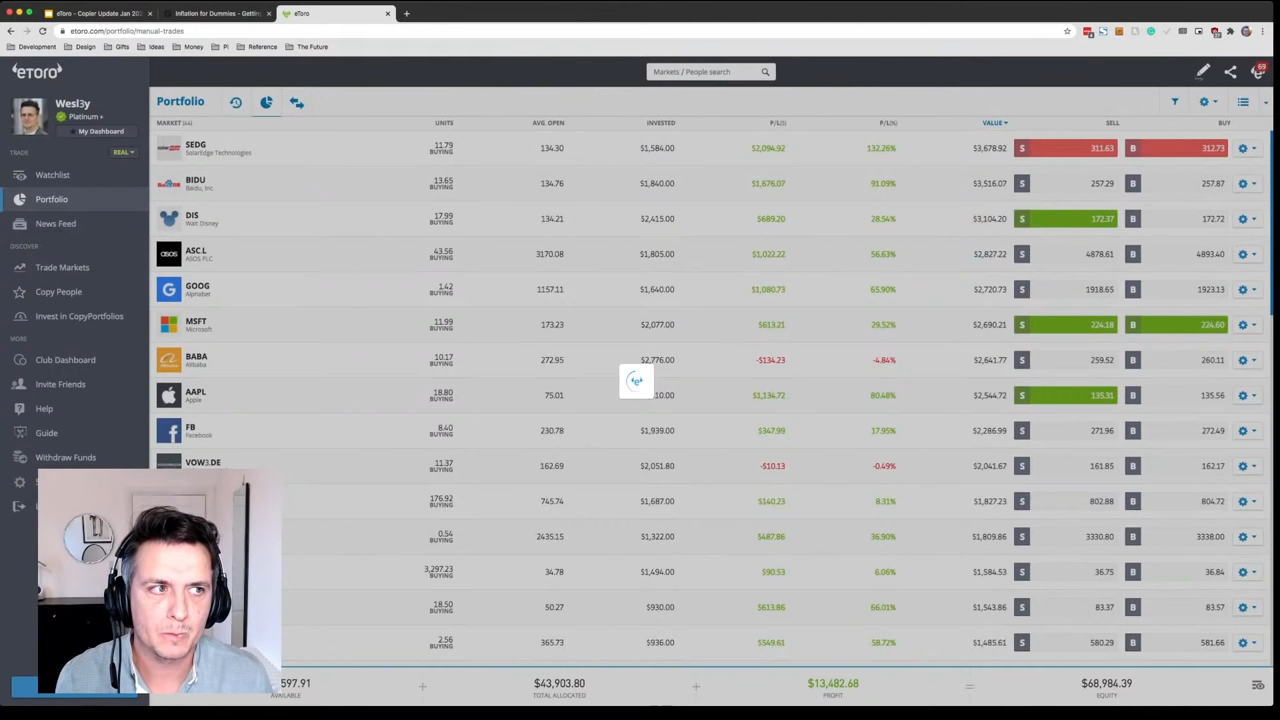 eToro - Copier Update Jan 202
Inflation for Dummies - Getting
eToro
etoro.com/portfolio/manual-trades
Development Design Gifts Ideas Money PI Reference The Future
eToro
Markets / People search
69
Wesl3y
Platinum +
My Dashboard
TRADE REAL
Watchlist
Portfolio
News Feed
DISCOVER
Trade Markets
Copy People
Invest in CopyPortfolios
MORE
Club Dashboard
Invite Friends
Help
Guide
Withdraw Funds
Portfolio
MARKET (44) UNITS AVG. OPEN INVESTED P/L($) P/L(%) VALUE SELL BUY
SEDG SolarEdge Technologies 11.79 BUYING 134.30 $1,584.00 $2,094.92 132.26% $3,678.92 S 311.63 B 312.73
BIDU Baidu, Inc 13.65 BUYING 134.76 $1,840.00 $1,676.07 91.09% $3,516.07 S 257.29 B 257.87
DIS Walt Disney 17.99 BUYING 134.21 $2,415.00 $689.20 28.54% $3,104.20 S 172.37 B 172.72
ASC.L ASOS PLC 43.56 BUYING 3170.08 $1,805.00 $1,022.22 56.63% $2,827.22 S 4878.61 B 4893.40
GOOG Alphabet 1.42 BUYING 1157.11 $1,640.00 $1,080.73 65.90% $2,720.73 S 1918.65 B 1923.13
MSFT Microsoft 11.99 BUYING 173.23 $2,077.00 $613.21 29.52% $2,690.21 S 224.18 B 224.60
BABA Alibaba 10.17 BUYING 272.95 $2,776.00 -$134.23 -4.84% $2,641.77 S 259.52 B 260.11
AAPL Apple 18.80 BUYING 75.01 10.00 $1,134.72 80.48% $2,544.72 S 135.31 B 135.56
FB Facebook 8.40 BUYING 230.78 $1,939.00 $347.99 17.95% $2,286.99 S 271.96 B 272.49
VOW3.DE 11.37 BUYING 162.69 $2,051.80 -$10.13 -0.49% $2,041.67 S 161.85 B 162.17
176.92 BUYING 745.74 $1,687.00 $140.23 8.31% $1,827.23 S 802.88 B 804.72
0.54 BUYING 2435.15 $1,322.00 $487.86 36.90% $1,809.86 S 3330.80 B 3338.00
3,297.23 BUYING 34.78 $1,494.00 $90.53 6.06% $1,584.53 S 36.75 B 36.84
18.50 BUYING 50.27 $930.00 $613.86 66.01% $1,543.86 S 83.37 B 83.57
2.56 BUYING 365.73 $936.00 $549.61 58.72% $1,485.61 S 580.29 B 581.66
597.91 + $43,903.80 + $13,482.68 = $68,984.39
AVAILABLE TOTAL ALLOCATED PROFIT EQUITY